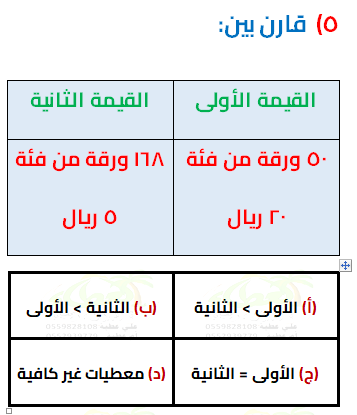 ٥) قارن بين:
القيمة الأولى
القيمة الثانية
٥٠ ورقة من فئة
٢٠ ريال
١٦٨ ورقة من فئة
٥ ريال
(أ) الأولى > الثانية
(ب) الثانية > الأولى
(ج) الأولى = الثانية
(د) معطيات غير كافية